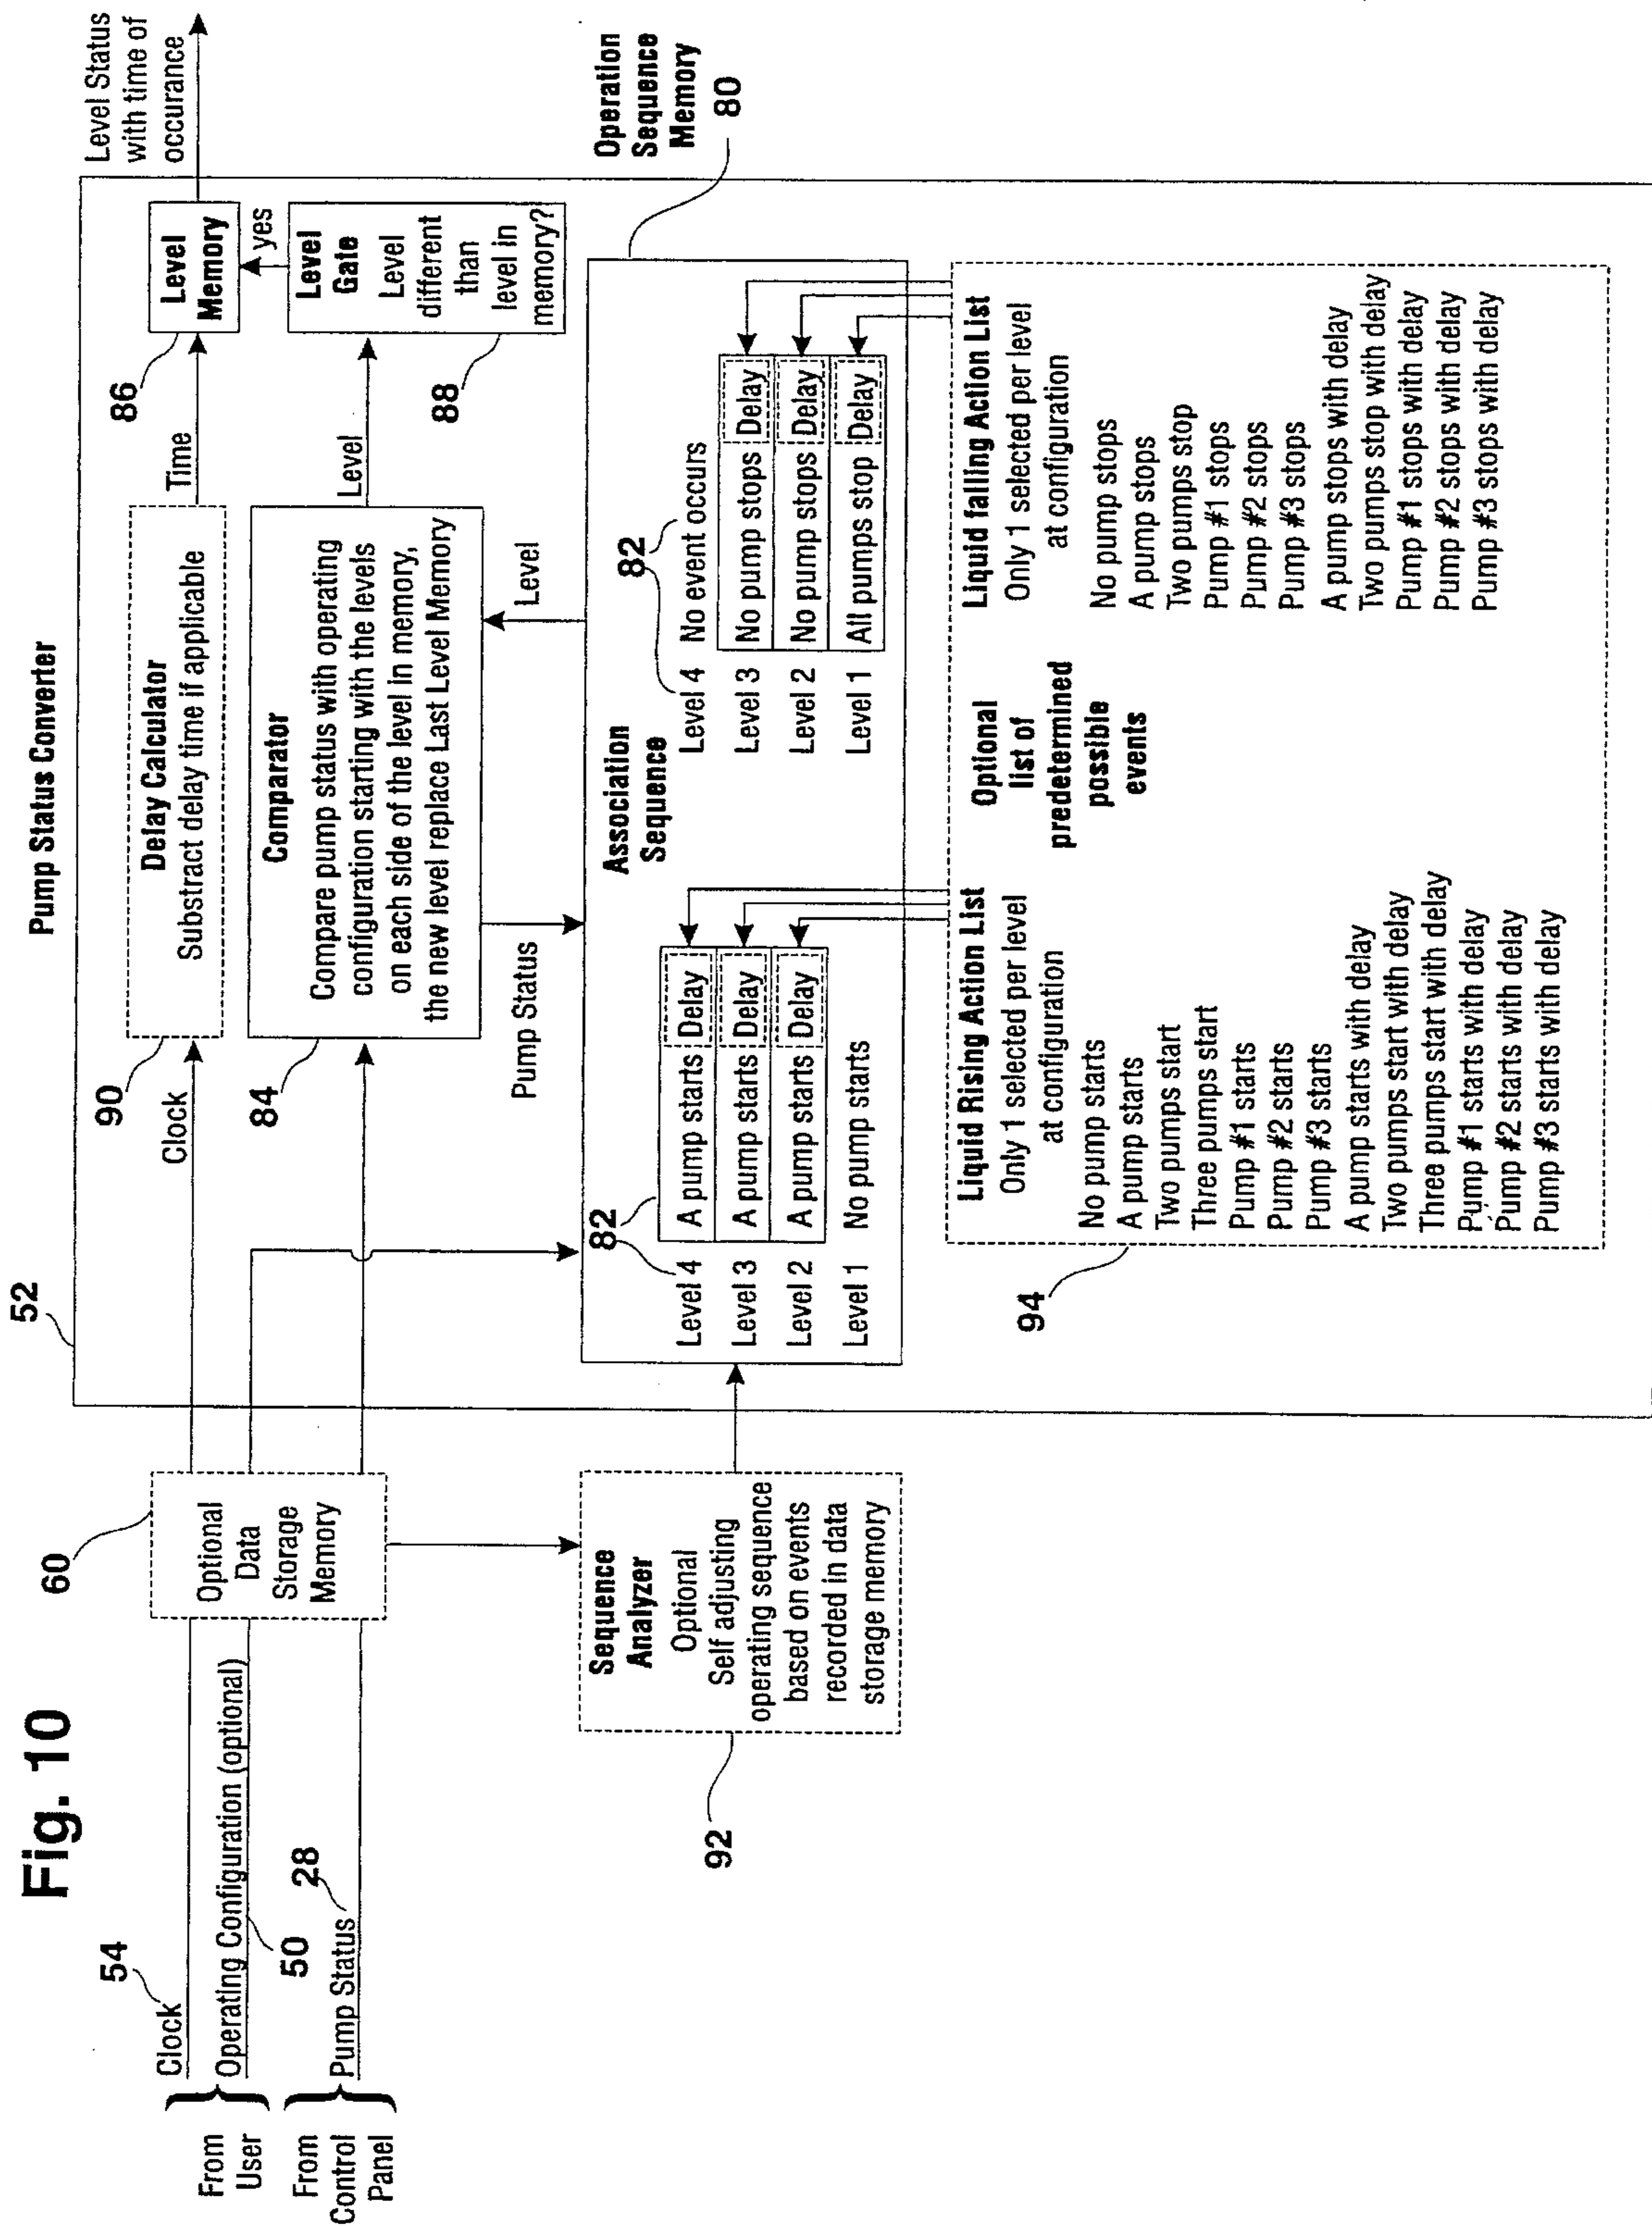 Fig. 10
Pump Status Converter
52
60
54
Clock
Operating Configuration (optional)
50
28
Pump Status
From
User
From
Control
Panel
Optional
Data
Storage
Memory
Clock
90
Delay Calculator
Substract delay time if applicable
Time
86
Level
Memory
Level Status
with time of
occurance
yes
84
Comparator
Compare pump status with operating
configuration starting with the levels
on each side of the level in memory,
the new level replace Last Level Memory
Level
88
Level
Gate
Level
different
than
level in
memory?
Pump Status
Level
Operation
Sequence
Memory
80
Sequence
Analyzer
Optional
Self adjusting
operating sequence
based on events
recorded in data
storage memory
92
Association
Sequence
82
Level 4 A pump starts Delay
Level 3 A pump starts Delay
Level 2 A pump starts Delay
Level 1 No pump starts
82
Level 4 No event occurs
Level 3 No pump stops Delay
Level 2 No pump stops Delay
Level 1 All pumps stop Delay
94
Liquid Rising Action List
Only 1 selected per level
at configuration
No pump starts
A pump starts
Two pumps start
Three pumps start
Pump #1 starts
Pump #2 starts
Pump #3 starts
A pump starts with delay
Two pumps start with delay
Three pumps start with delay
Pump #1 starts with delay
Pump #2 starts with delay
Pump #3 starts with delay
Optional
list of
predetermined
possible
events
Liquid falling Action List
Only 1 selected per level
at configuration
No pump stops
A pump stops
Two pumps stop
Pump #1 stops
Pump #2 stops
Pump #3 stops
A pump stops with delay
Two pumps stop with delay
Pump #1 stops with delay
Pump #2 stops with delay
Pump #3 stops with delay